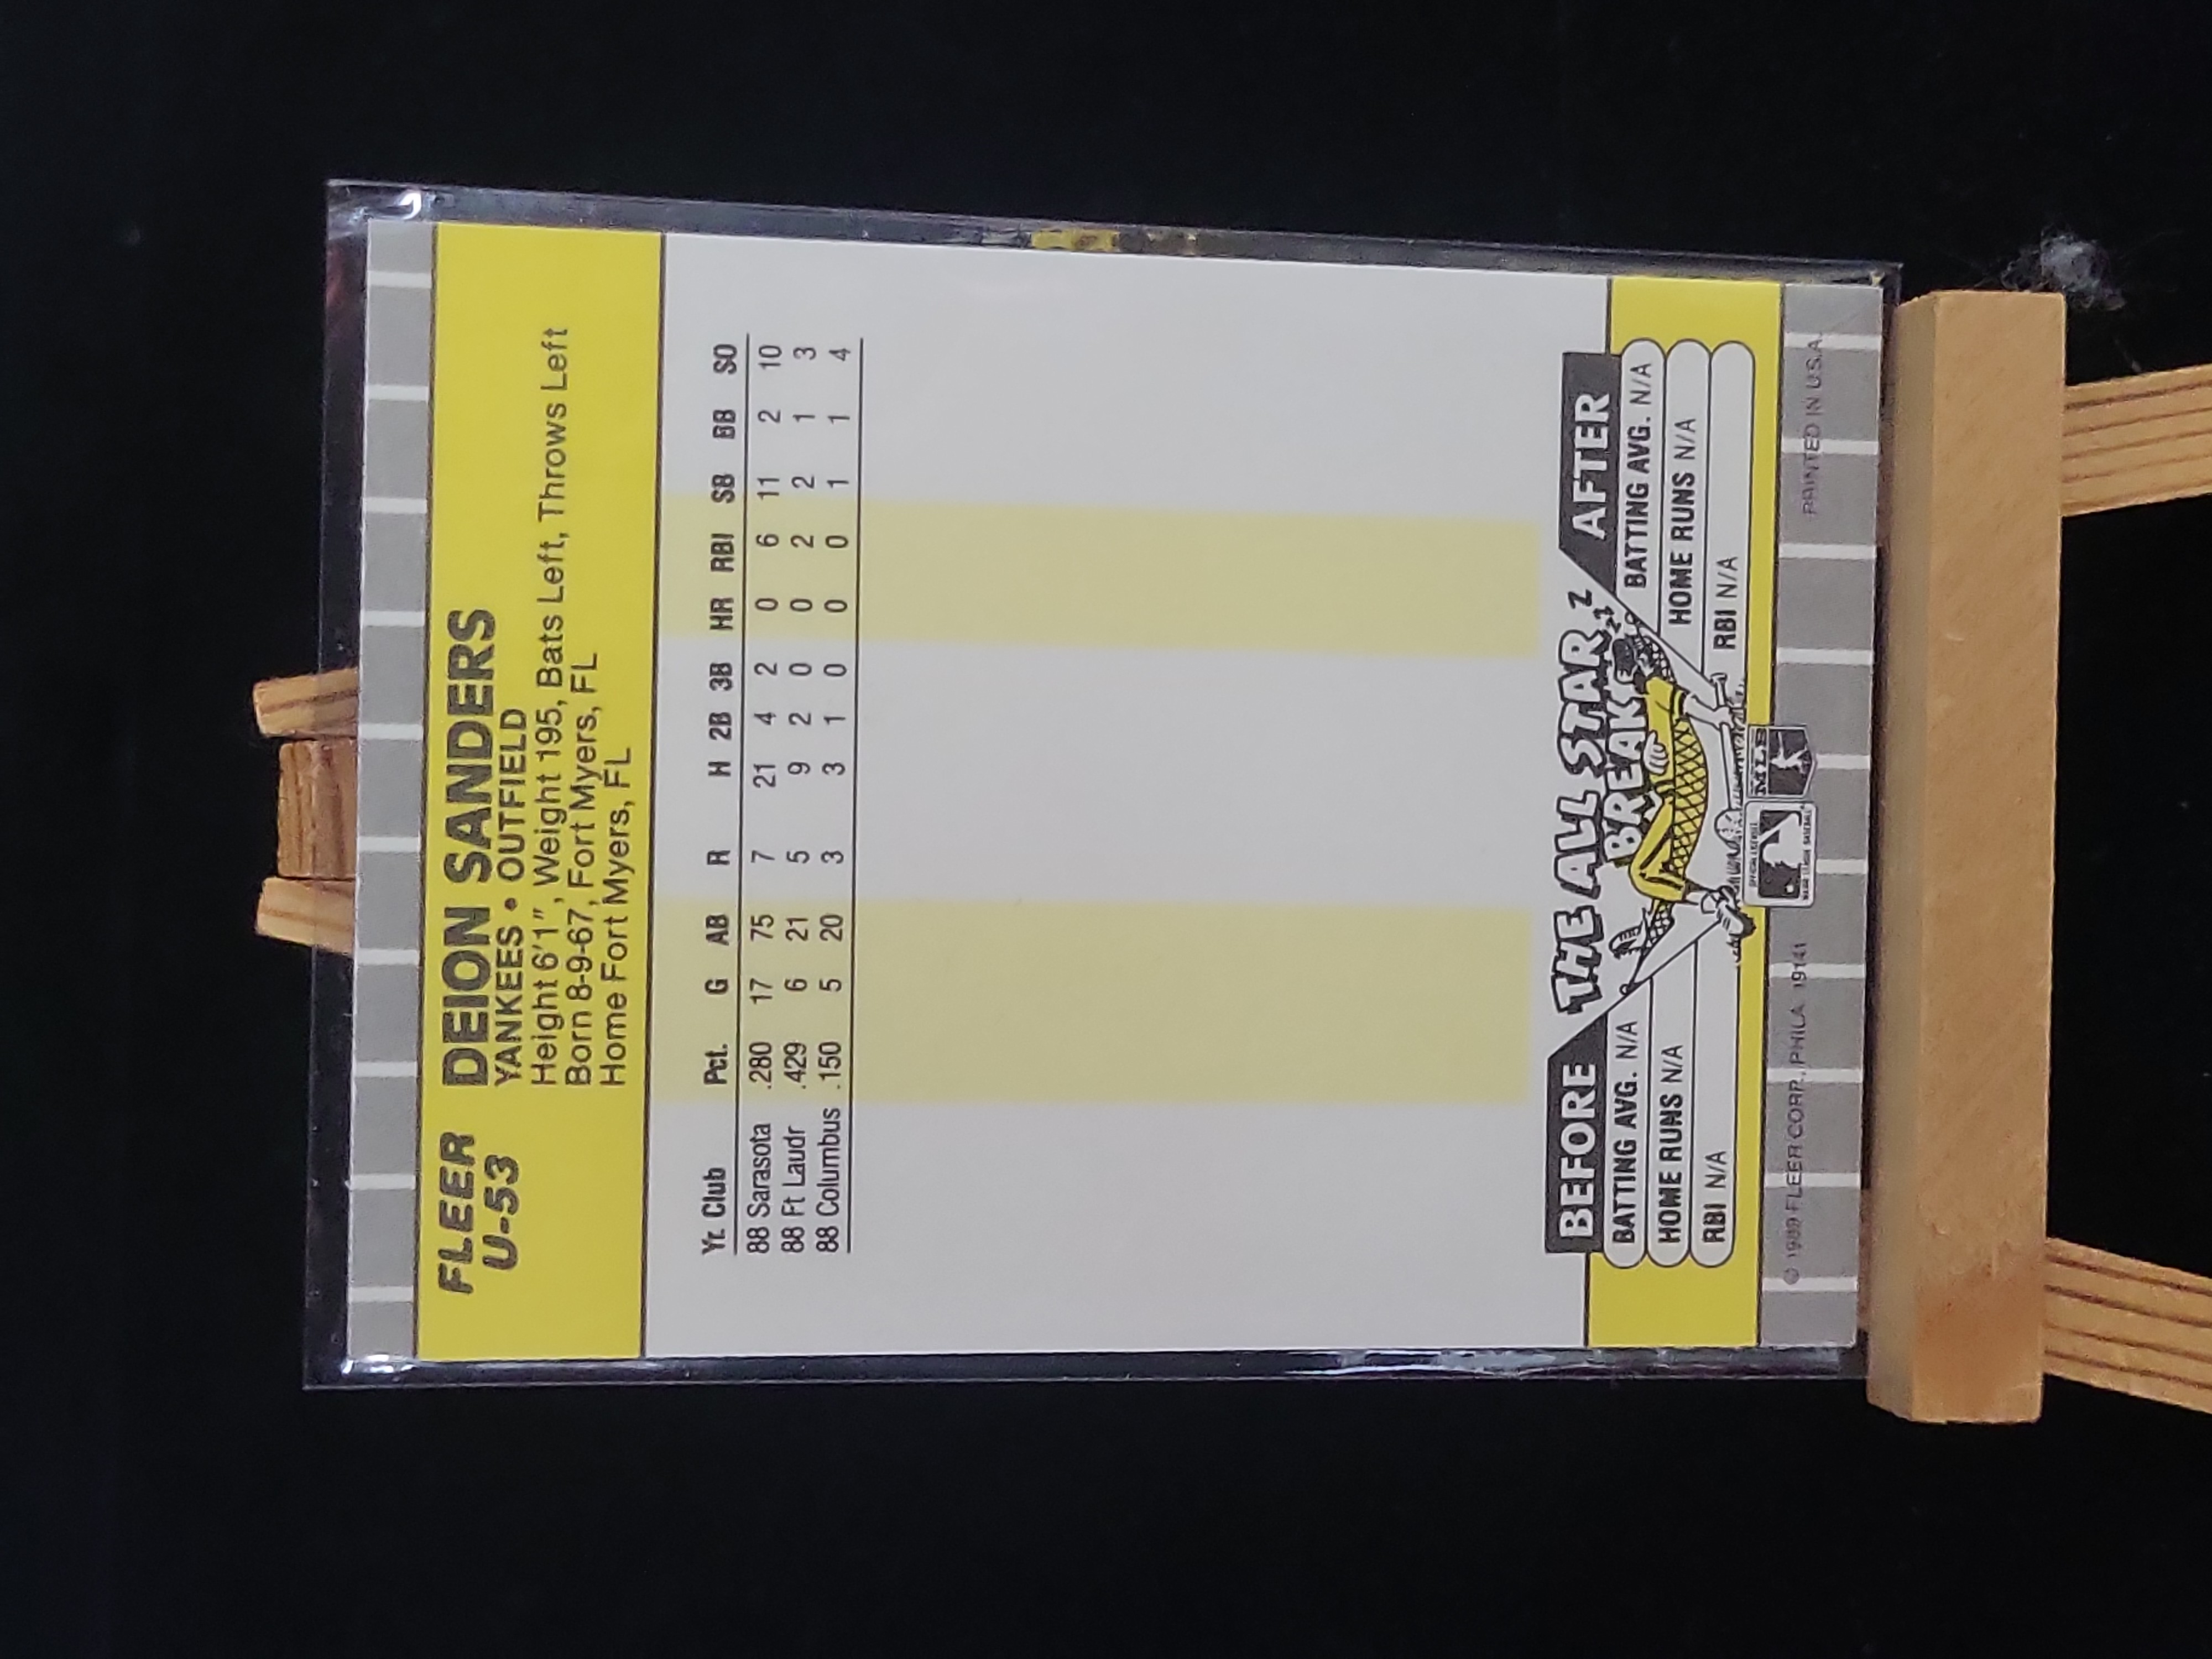 FLEER
U-53
DEION SANDERS
YANKEES • OUTFIELD
Height 6'1", Weight 195, Bats Left, Throws Left
Born 8-9-67, Fort Myers, FL
Home Fort Myers, FL
Yr. Club Pct. G AB R H 2B 3B HR RBI SB BB SO
88 Sarasota .280 17 75 7 21 4 2 0 6 11 2 10
88 Ft Laudr .429 6 21 5 9 2 0 0 2 2 1 3
88 Columbus .150 5 20 3 3 1 0 0 0 1 1 4
BEFORE THE ALL STAR BREAK AFTER
zzZ
BATTING AVG. N/A
HOME RUNS N/A
RBI N/A
BATTING AVG. N/A
HOME RUNS N/A
RBI N/A
MLB
© 1989 FLEER CORP., PHILA. 19141
PRINTED IN U.S.A.